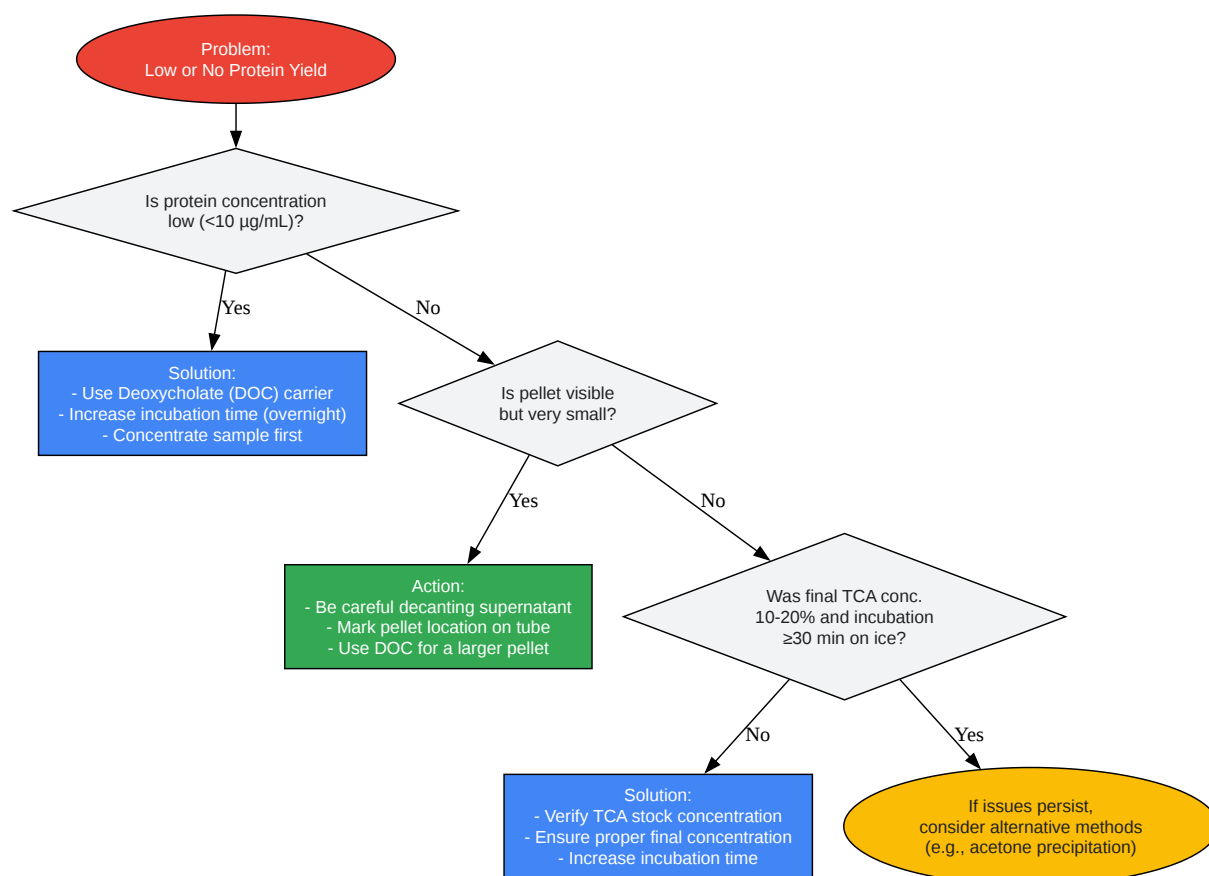 Problem:
Low or No Protein Yield
Is protein concentration
low (<10 µg/mL)?
Yes
No
Solution:
- Use Deoxycholate (DOC) carrier
- Increase incubation time (overnight)
- Concentrate sample first
Is pellet visible
but very small?
Yes
No
Action:
- Be careful decanting supernatant
- Mark pellet location on tube
- Use DOC for a larger pellet
Was final TCA conc.
10-20% and incubation
≥30 min on ice?
No
Yes
Solution:
- Verify TCA stock concentration
- Ensure proper final concentration
- Increase incubation time
If issues persist,
consider alternative methods
(e.g., acetone precipitation)